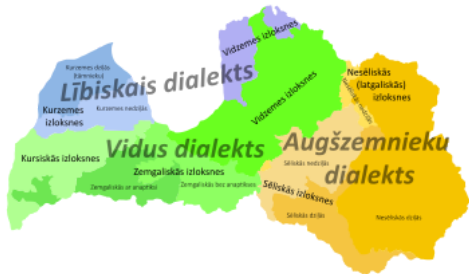 Vidzemes izloksnes
Kurzemes dziļās
(tāmnieku)
Lībiskais dialekts
Kurzemes
izloksnes
Kurzemes nedziļās
Vidzemes izloksnes
Nesēliskās
(latgaliskās)
izloksnes
Kursiskās izloksnes
Vidus dialekts
Augšzemnieku
dialekts
Sēliskās nedziļās
Zemgaliskās izloksnes
Zemgaliskās ar anaptiksi
Zemgaliskās bez anaptikses
Sēliskās izloksnes
Sēliskās dziļās
Nesēliskās dziļās